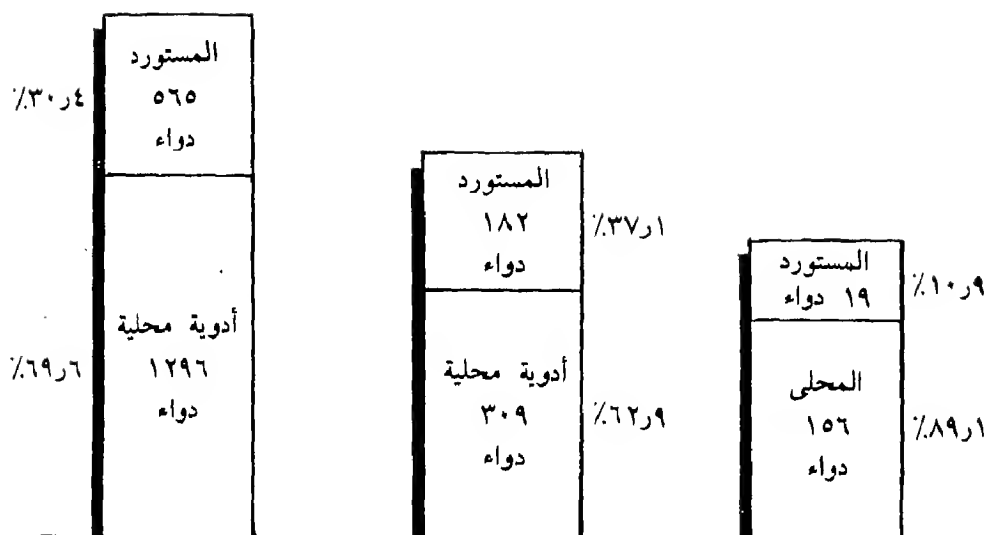 المستورد
٥٦٥
دواء
٣٠٫٤٪
أدوية محلية
١٢٩٦
دواء
٦٩٫٦٪
المستورد
١٨٢
دواء
٣٧٫١٪
أدوية محلية
٣٠٩
دواء
٦٢٫٩٪
المستورد
١٩ دواء
١٠٫٩٪
المحلى
١٥٦
دواء
٨٩٫١٪